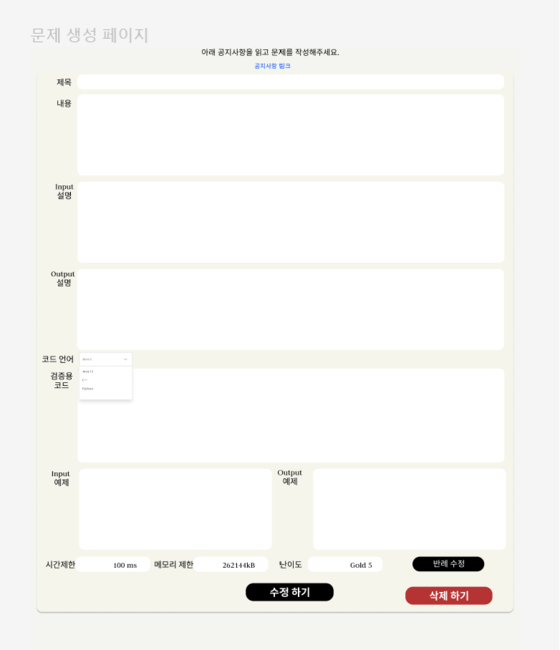 문제 생성 페이지
아래 공지사항을 읽고 문제를 작성해주세요.
공지사항 링크
제목
내용
Input
설명
Output
설명
코드 언어
검증용
코드
Input
예제
Output
예제
시간제한 100 ms 메모리 제한 262144kB 난이도 Gold 5 반례 수정
수정 하기
삭제 하기